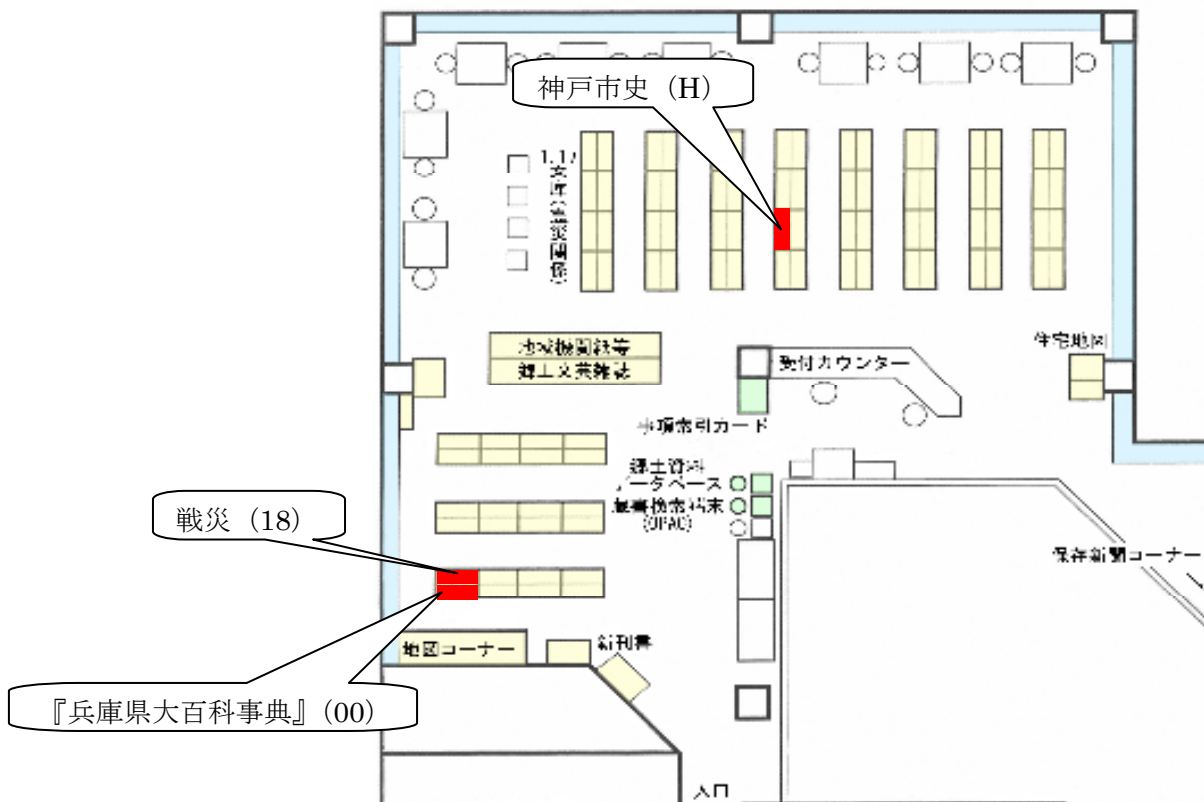 神戸市史（H）
1.17文庫（震災関係）
地域機関紙等
郷土文芸雑誌
受付カウンター
住宅地図
事項索引カード
郷土資料
データベース
蔵書検索端末
(OPAC)
戦災（18）
保存新聞コーナー
地図コーナー
新刊書
『兵庫県大百科事典』（00）
入口